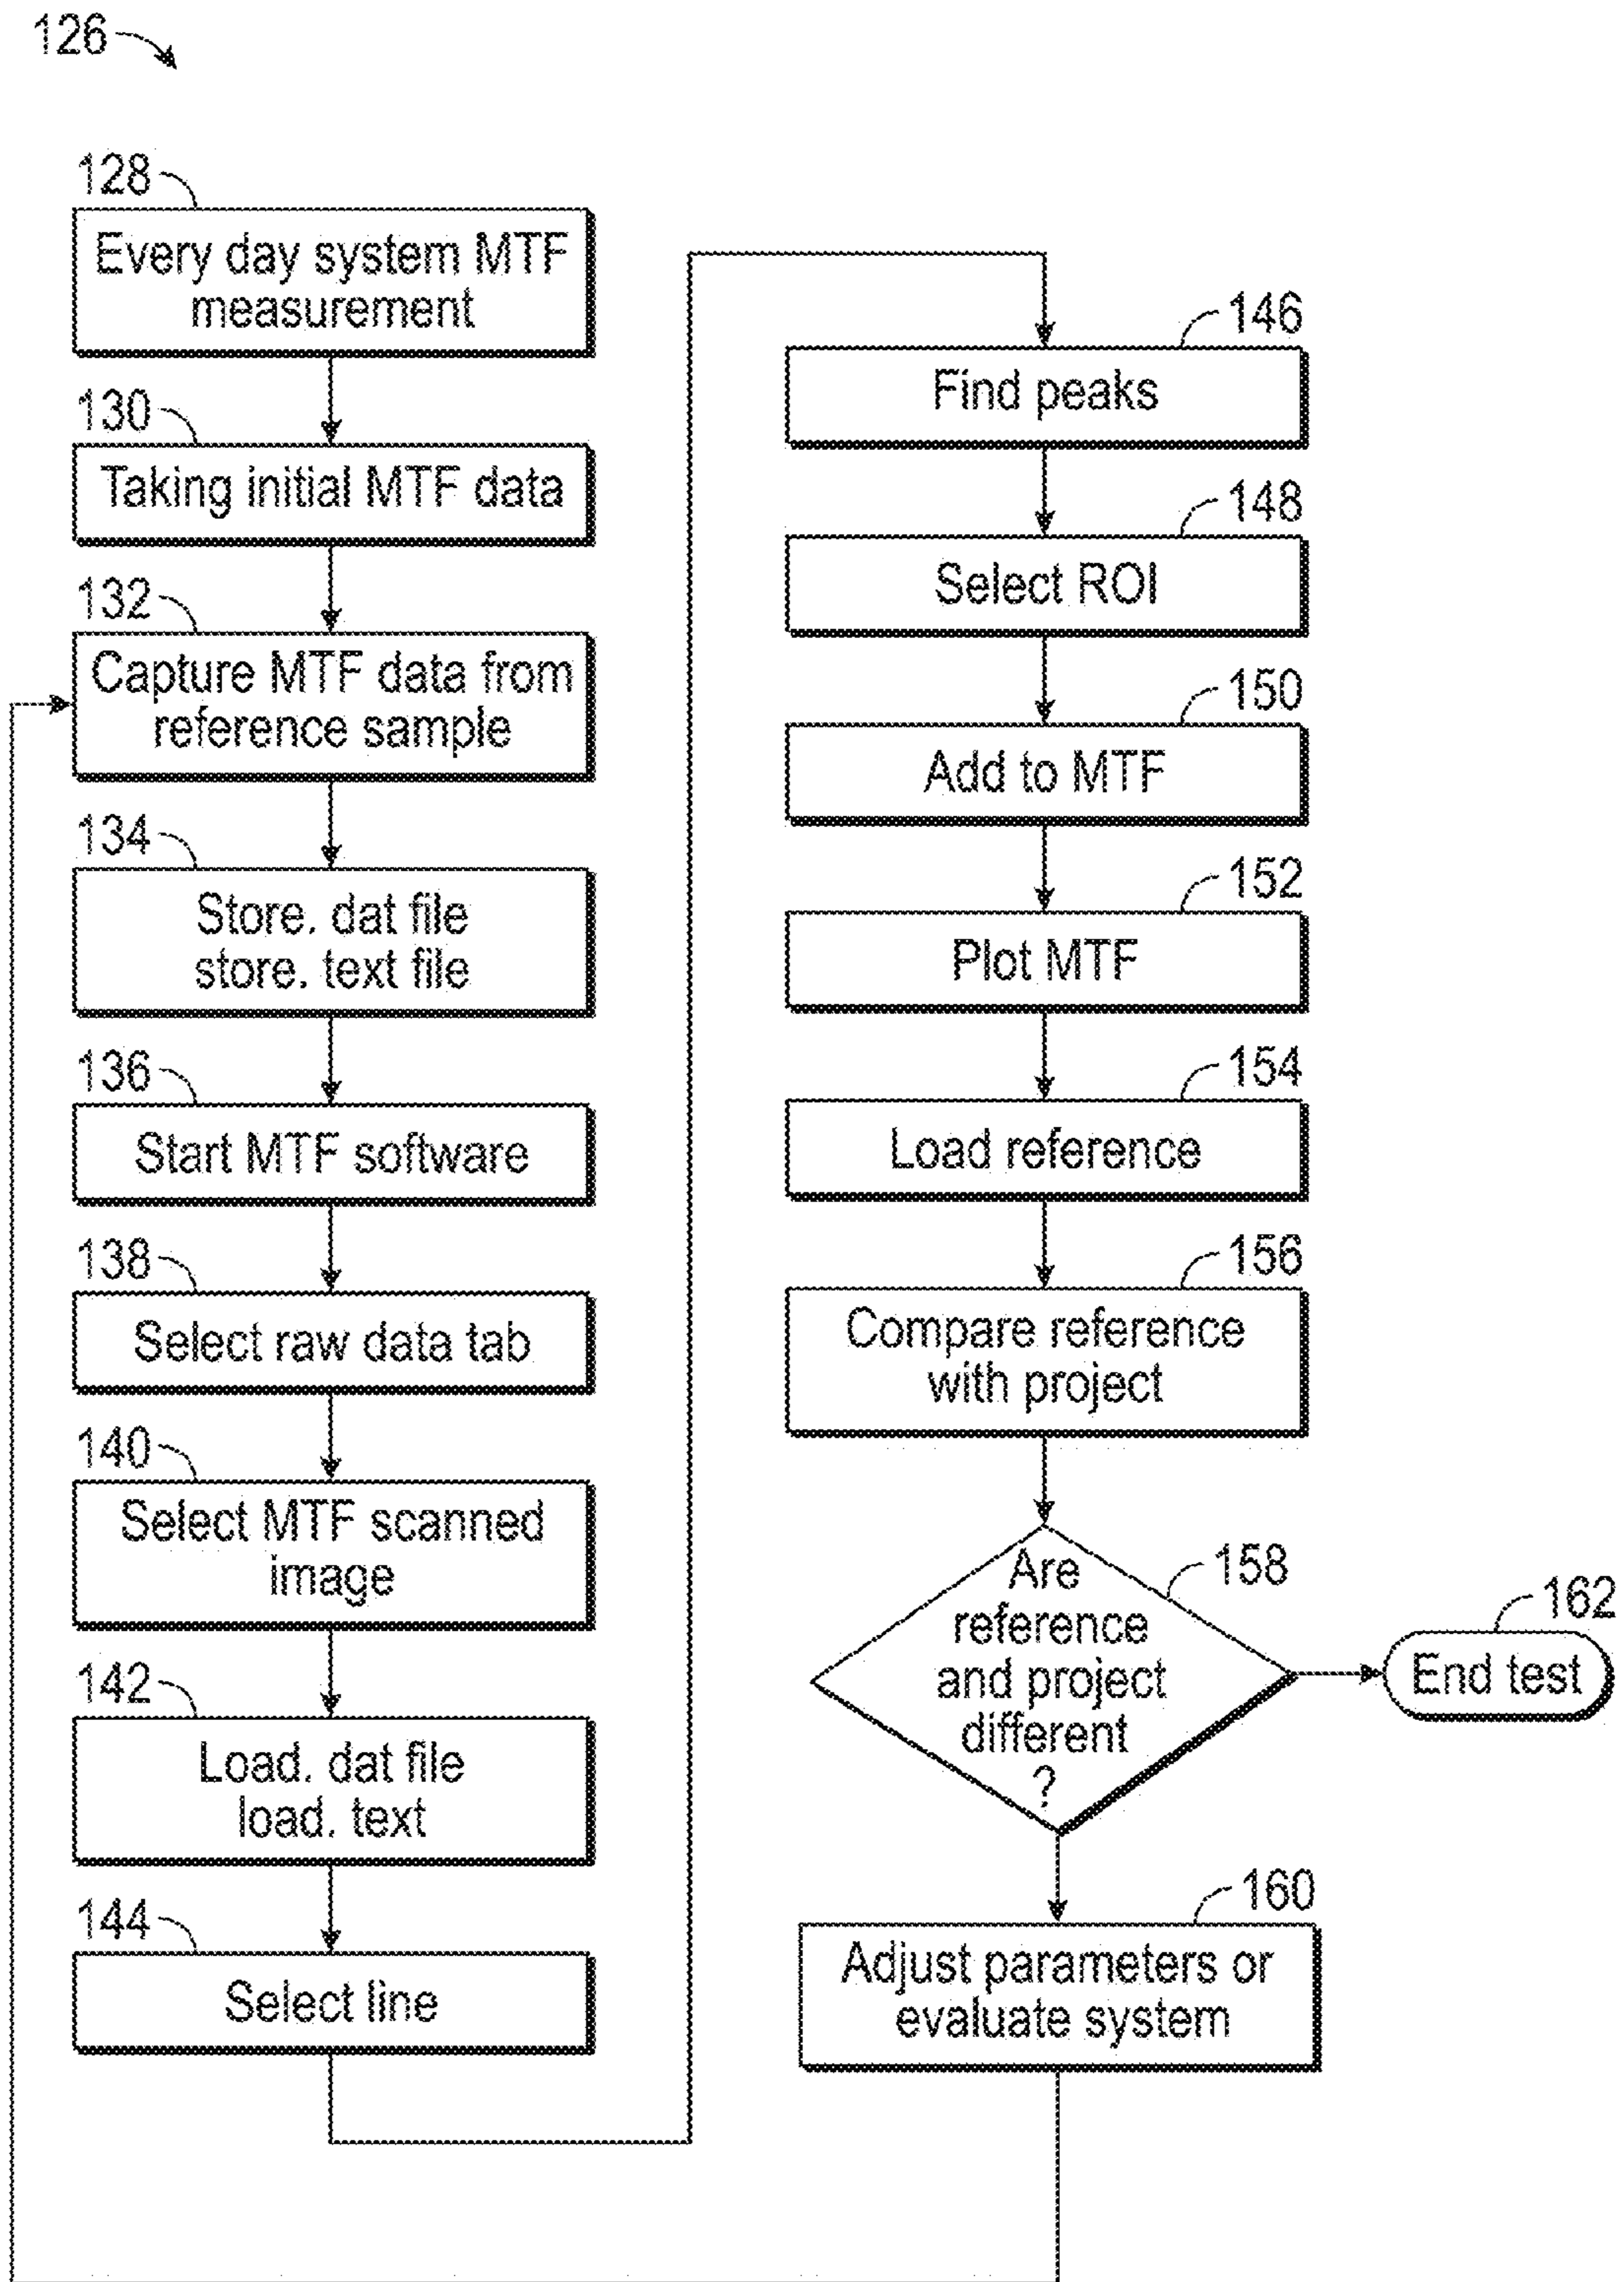 126
128
Every day system MTF
measurement
130
Taking initial MTF data
132
Capture MTF data from
reference sample
134
Store. dat file
store. text file
136
Start MTF software
138
Select raw data tab
140
Select MTF scanned
image
142
Load. dat file
load. text
144
Select line
146
Find peaks
148
Select ROI
150
Add to MTF
152
Plot MTF
154
Load reference
156
Compare reference
with project
158
Are
reference
and project
different
?
162
End test
160
Adjust parameters or
evaluate system